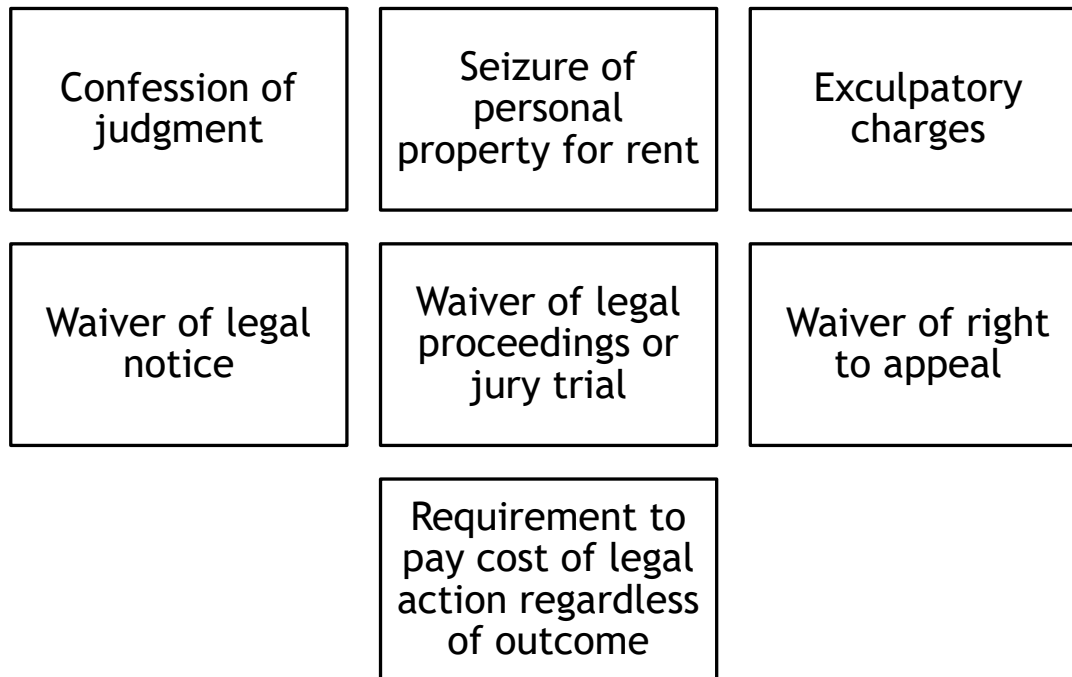 Confession of
judgment
Seizure of
personal
property for rent
Exculpatory
charges
Waiver of legal
notice
Waiver of legal
proceedings or
jury trial
Waiver of right
to appeal
Requirement to
pay cost of legal
action regardless
of outcome